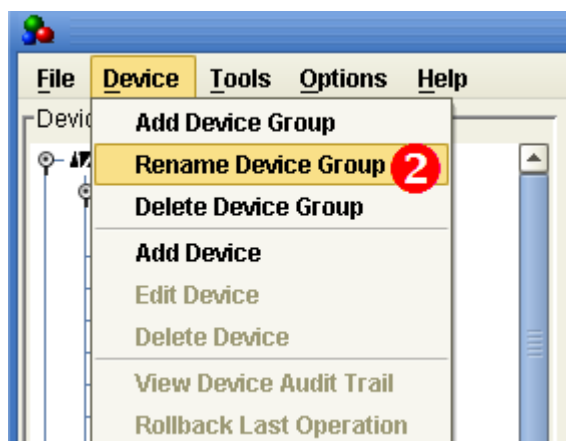 File Device Tools Options Help
Devic
Add Device Group
Rename Device Group 2
Delete Device Group
Add Device
Edit Device
Delete Device
View Device Audit Trail
Rollback Last Operation